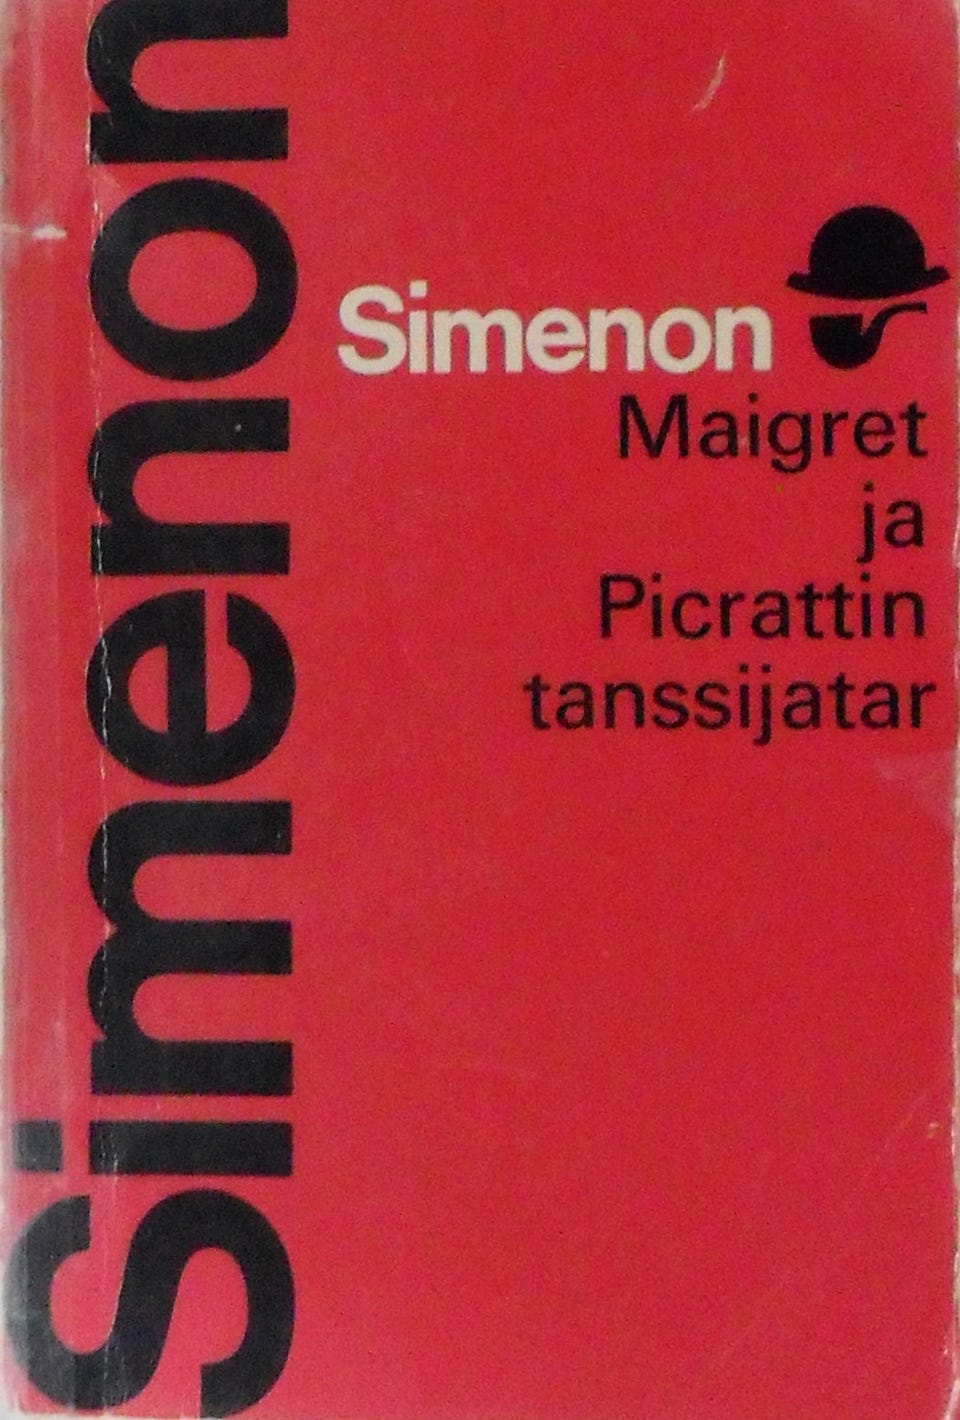 Simenon
Simenon
Maigret
ja
Picrattin
tanssijatar